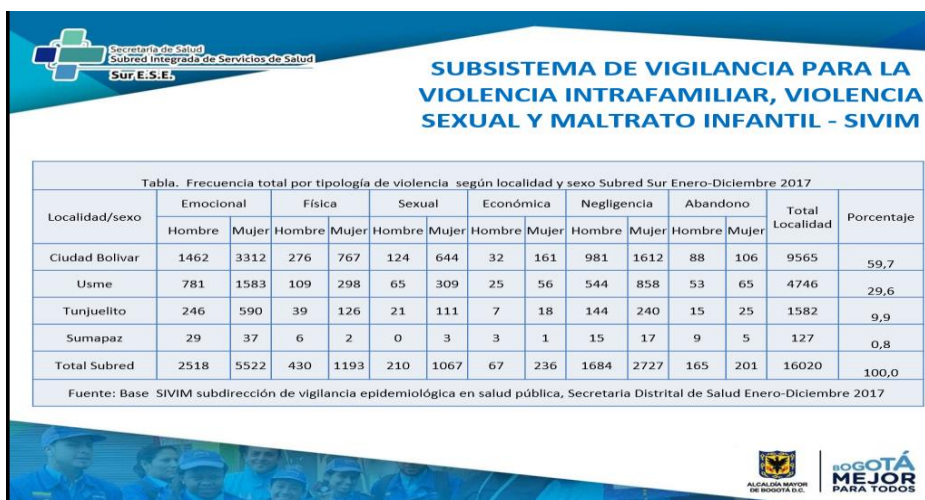 Secretaría de Salud
Subred Integrada de Servicios de Salud
Sur E.S.E.
SUBSISTEMA DE VIGILANCIA PARA LA
VIOLENCIA INTRAFAMILIAR, VIOLENCIA
SEXUAL Y MALTRATO INFANTIL - SIVIM
Tabla. Frecuencia total por tipología de violencia según localidad y sexo Subred Sur Enero-Diciembre 2017
Localidad/sexo Emocional Física Sexual Económica Negligencia Abandono Total Localidad Porcentaje
Hombre Mujer Hombre Mujer Hombre Mujer Hombre Mujer Hombre Mujer Hombre Mujer
Ciudad Bolivar 1462 3312 276 767 124 644 32 161 981 1612 88 106 9565 59,7
Usme 781 1583 109 298 65 309 25 56 544 858 53 65 4746 29,6
Tunjuelito 246 590 39 126 21 111 7 18 144 240 15 25 1582 9,9
Sumapaz 29 37 6 2 0 3 3 1 15 17 9 5 127 0,8
Total Subred 2518 5522 430 1193 210 1067 67 236 1684 2727 165 201 16020 100,0
Fuente: Base SIVIM subdirección de vigilancia epidemiológica en salud pública, Secretaria Distrital de Salud Enero-Diciembre 2017
ALCALDÍA MAYOR
DE BOGOTÁ D.C.
BOGOTÁ
MEJOR
PARA TODOS